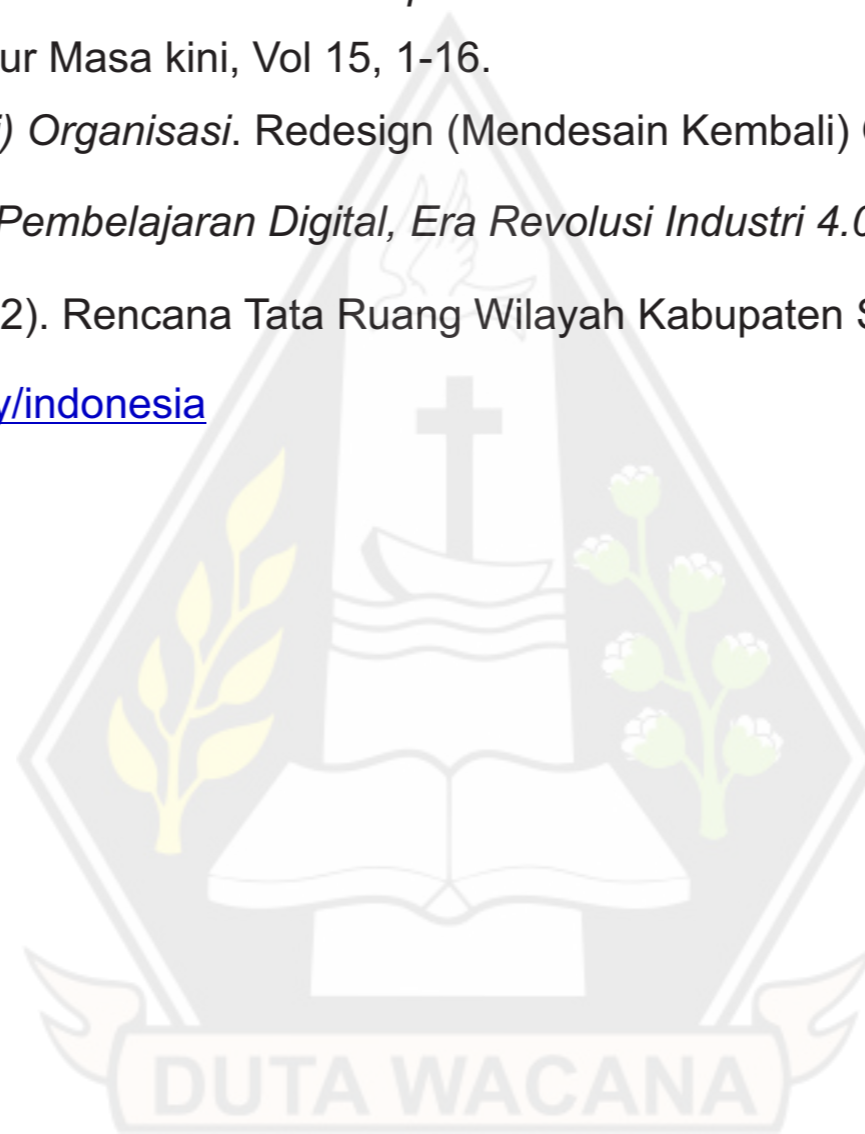 ur Masa kini, Vol 15, 1-16.
i) Organisasi. Redesign (Mendesain Kembali)
Pembelajaran Digital, Era Revolusi Industri 4.0
2). Rencana Tata Ruang Wilayah Kabupaten S
y/indonesia
DUTA WACANA